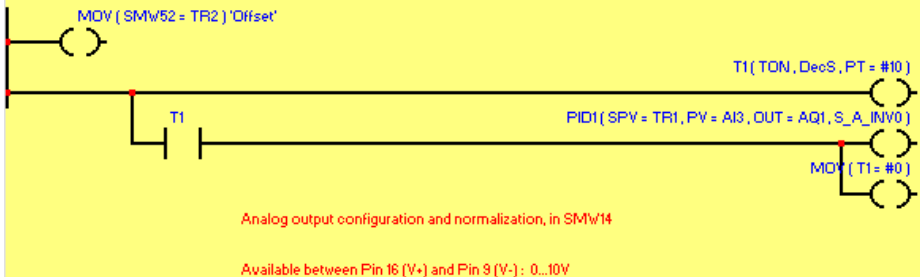 MOV ( SMW52 = TR2 ) 'Offset'
T1 ( TON , DecS , PT = #10 )
T1
PID1 ( SPV = TR1 , PV = AI3 , OUT = AQ1 , S_A_INV0 )
MOV ( T1 = #0 )
Analog output configuration and normalization, in SMW14
Available between Pin 16 (V+) and Pin 9 (V-) : 0...10V